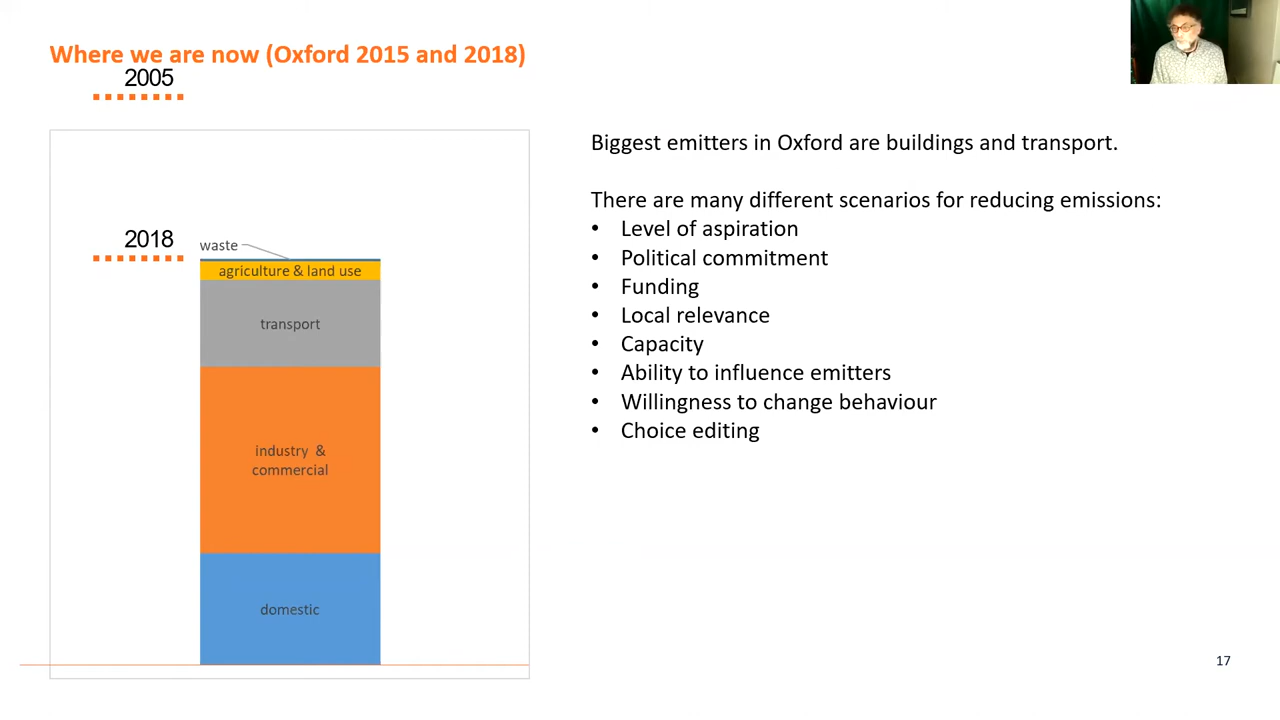 Where we are now (Oxford 2015 and 2018)
2005
2018
waste
agriculture & land use
transport
industry &
commercial
domestic
Biggest emitters in Oxford are buildings and transport.
There are many different scenarios for reducing emissions:
• Level of aspiration
• Political commitment
• Funding
• Local relevance
• Capacity
• Ability to influence emitters
• Willingness to change behaviour
• Choice editing
17